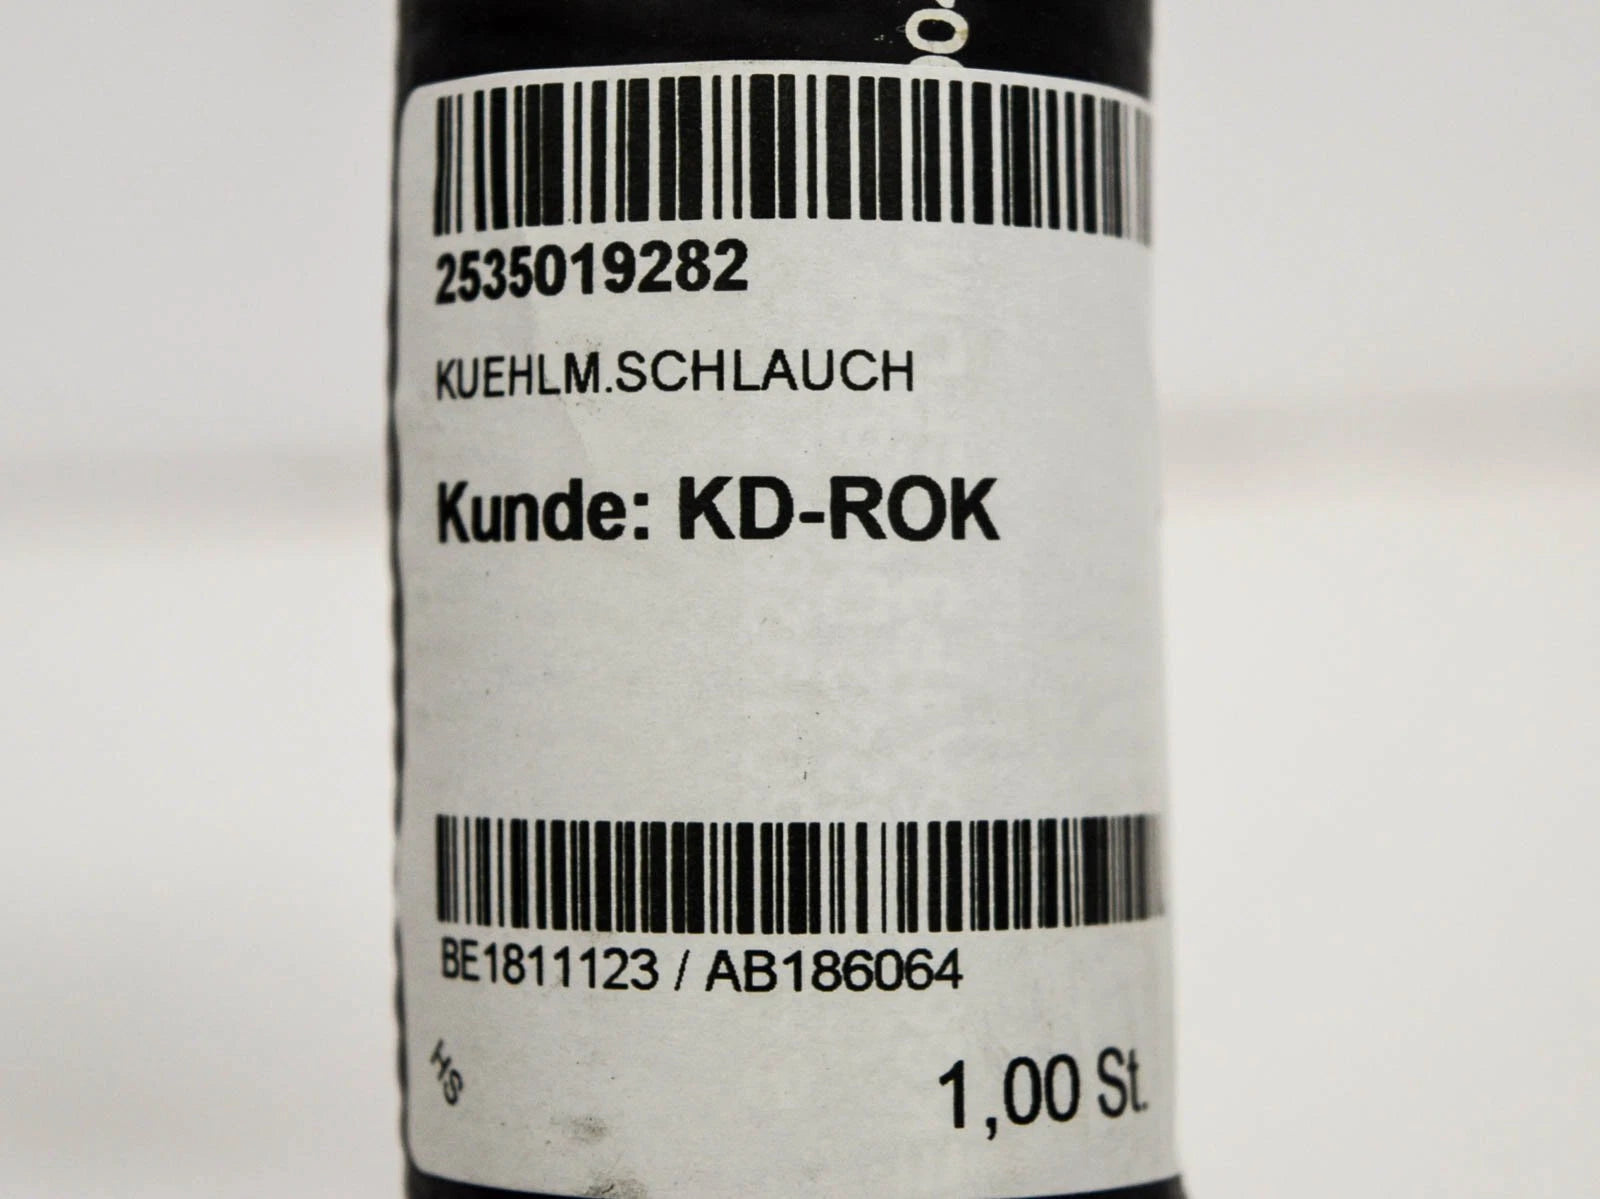 2535019282
KUEHLM.SCHLAUCH
Kunde: KD-ROK
BE1811123 / AB186064
HS
1,00 St.